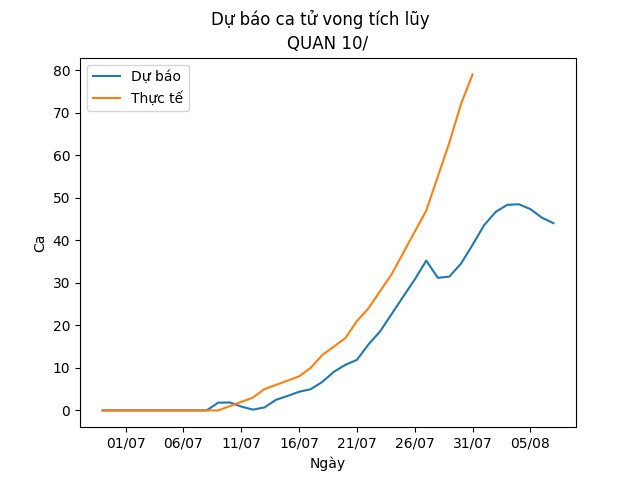 Dự báo ca tử vong tích lũy
QUAN 10/
Dự báo
Thực tế
80
70
60
50
40
30
20
10
0
Ca
01/07 06/07 11/07 16/07 21/07 26/07 31/07 05/08
Ngày